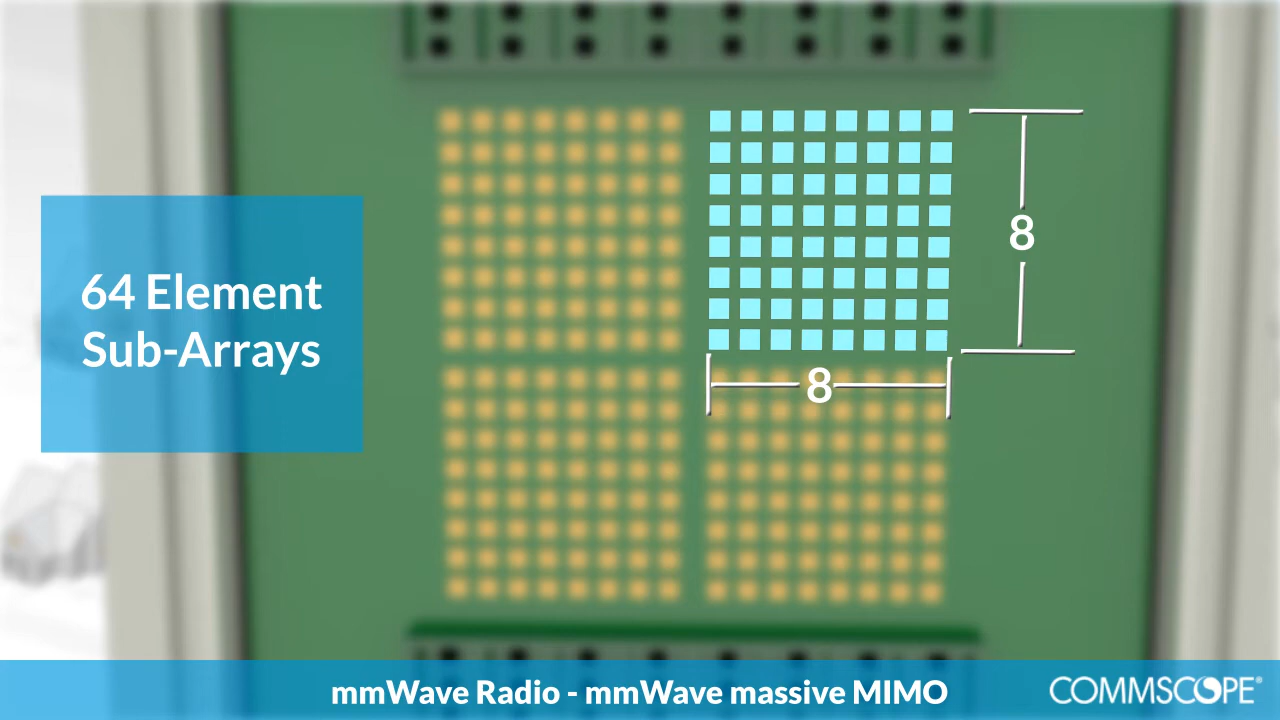 64 Element
Sub-Arrays
8
8
mmWave Radio - mmWave massive MIMO
COMMSCOPE®